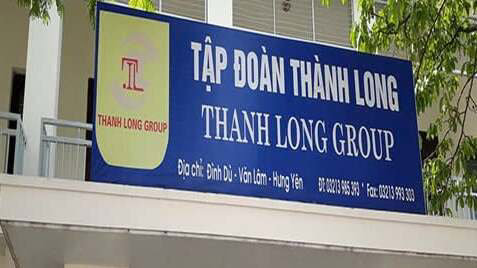 TẬP ĐOÀN THÀNH LONG
THANH LONG GROUP
TL
THANH LONG GROUP
Địa chỉ: Đình Dù - Văn Lâm - Hưng Yên ĐT: 03213 985 393 * Fax: 03213 993 303